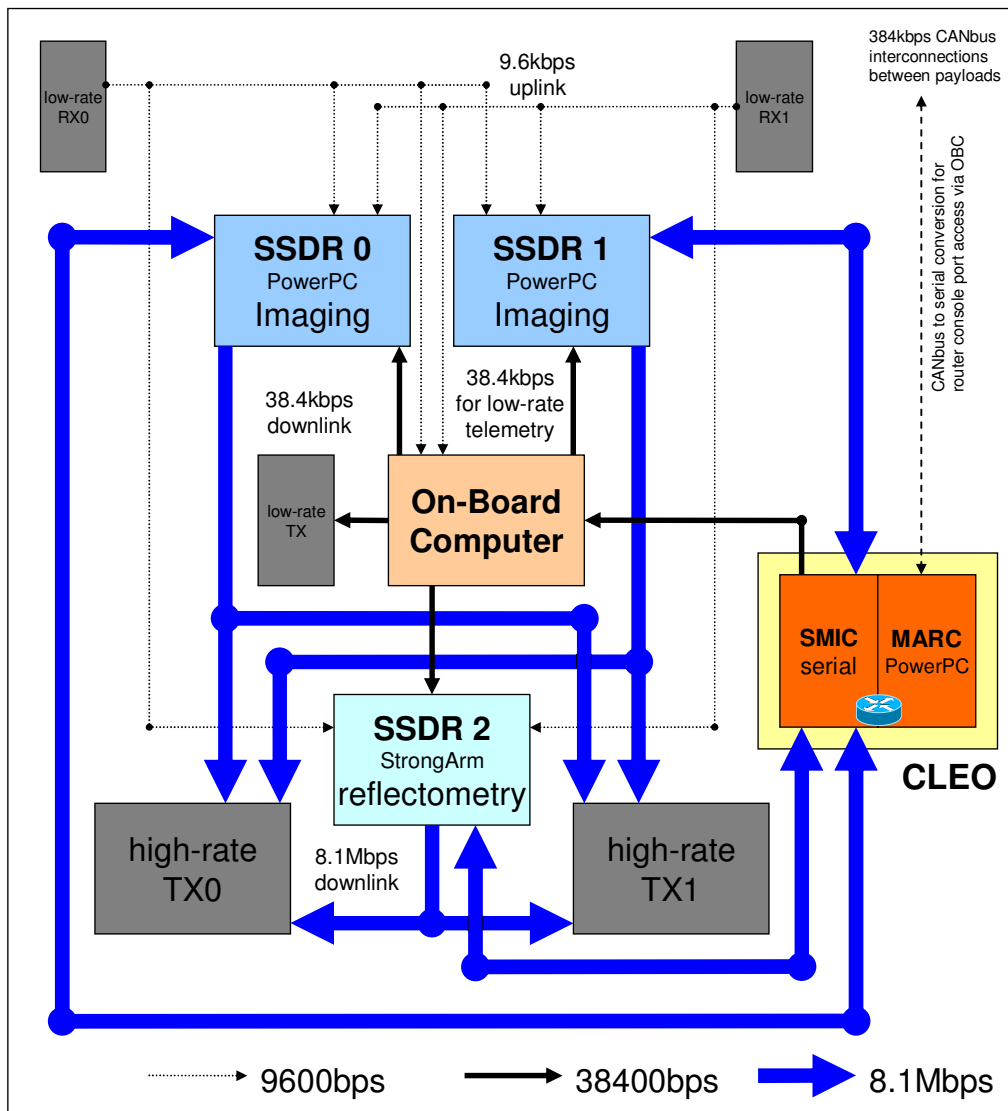 low-rate
RX0
9.6kbps
uplink
low-rate
RX1
384kbps CANbus
interconnections
between payloads
CANbus to serial conversion for
router console port access via OBC
SSDR 0
PowerPC
Imaging
SSDR 1
PowerPC
Imaging
38.4kbps
downlink
38.4kbps
for low-rate
telemetry
low-rate
TX
On-Board
Computer
SMIC
serial
MARC
PowerPC
CLEO
SSDR 2
StrongArm
reflectometry
high-rate
TX0
8.1Mbps
downlink
high-rate
TX1
9600bps
38400bps
8.1Mbps